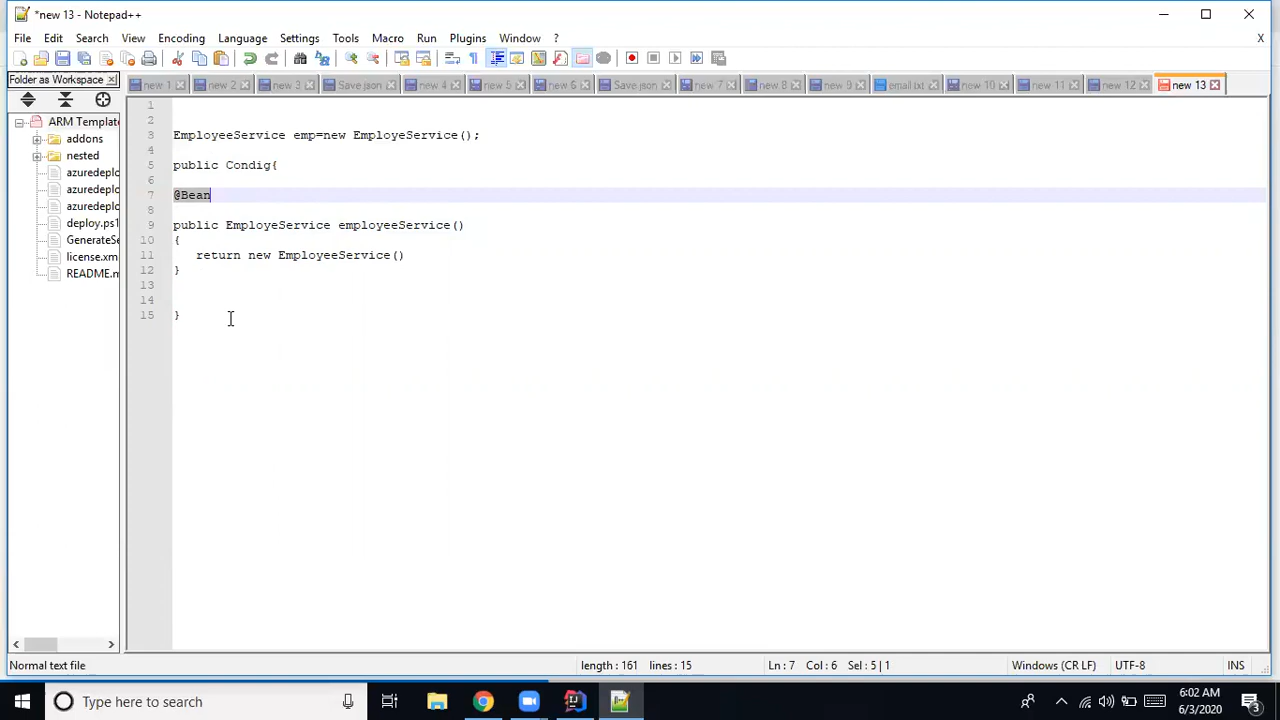 *new 13 - Notepad++
File Edit Search View Encoding Language Settings Tools Macro Run Plugins Window ? X
Folder as Workspace
new 1 new 2 new 3 Save.json new 4 new 5 new 6 Save.json new 7 new 8 new 9 email.txt new 10 new 11 new 12 new 13
ARM Templat
addons
nested
azuredeplo
azuredeplo
azuredeplo
deploy.ps1
GenerateSe
license.xm
README.m
1
2
3 EmployeeService emp=new EmployeService();
4
5 public Condig{
6
7 @Bean
8
9 public EmployeService employeeService()
10 {
11 return new EmployeeService()
12 }
13
14
15 }
Normal text file length : 161 lines : 15 Ln : 7 Col : 6 Sel : 5 | 1 Windows (CR LF) UTF-8 INS
Type here to search
6:02 AM
6/3/2020
3